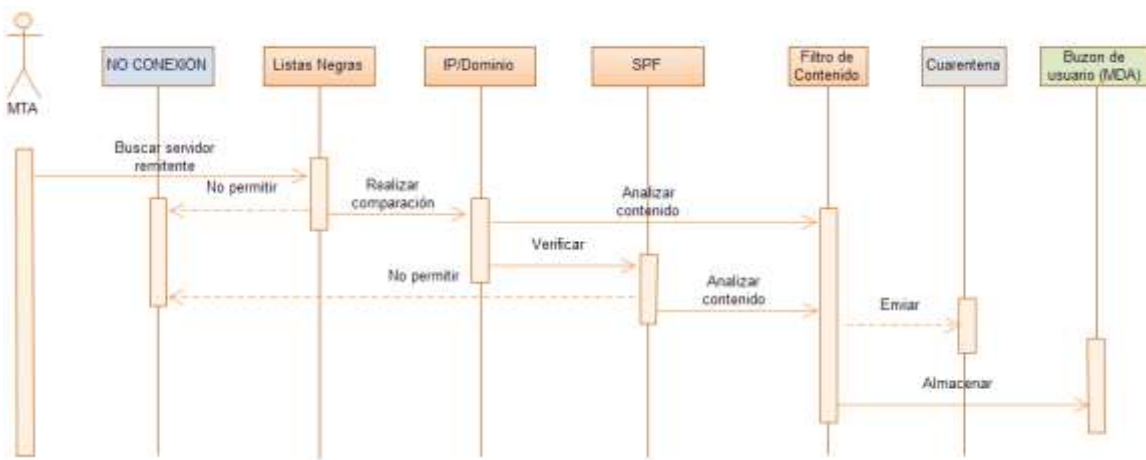 MTA
NO CONEXION
Listas Negras
IP/Dominio
SPF
Filtro de
Contenido
Cuarentena
Buzon de
usuario (MDA)
Buscar servidor
remitente
No permitir
Realizar
comparación
Analizar
contenido
Verificar
No permitir
Analizar
contenido
Enviar
Almacenar